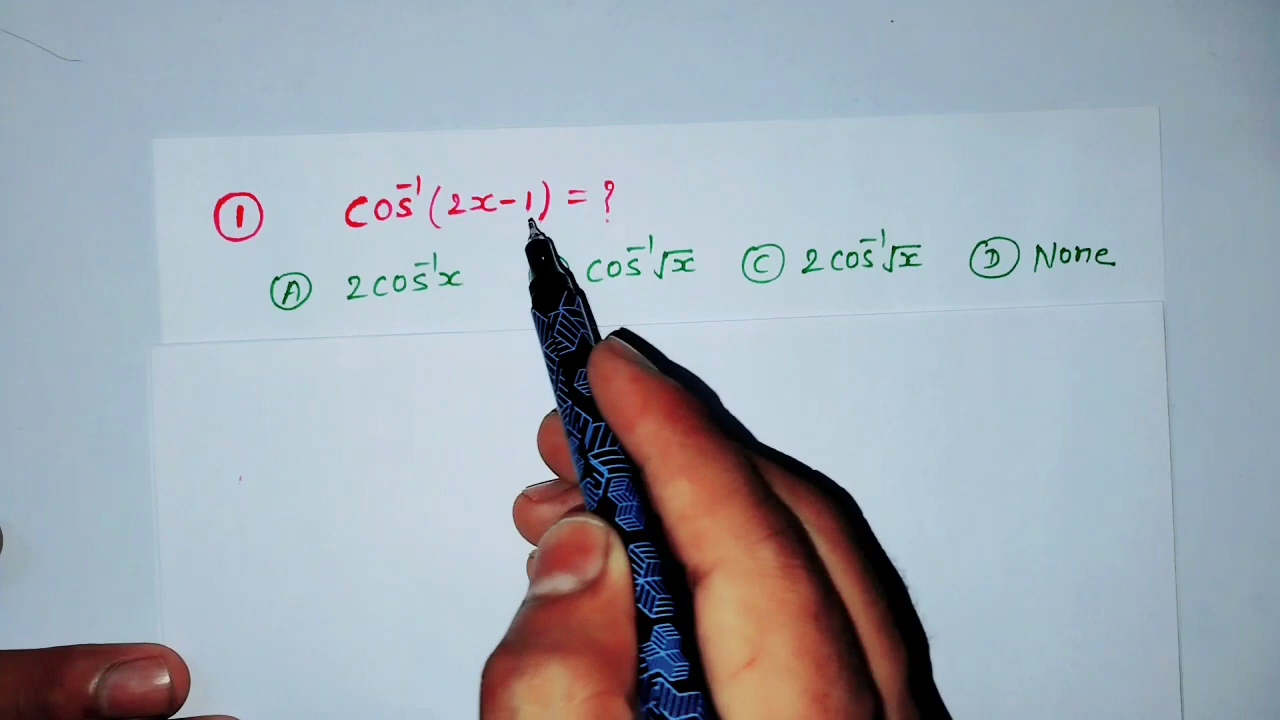 ① cos⁻¹(2x-1) = ?
Ⓐ 2cos⁻¹x cos⁻¹√x Ⓒ 2cos⁻¹√x Ⓓ None